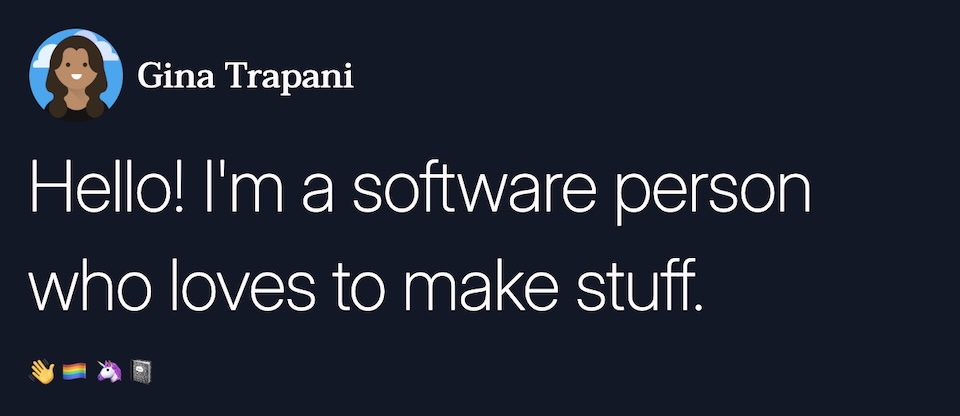 Gina Trapani
Hello! I'm a software person
who loves to make stuff.
👋 🏳️‍🌈 🦄 📓